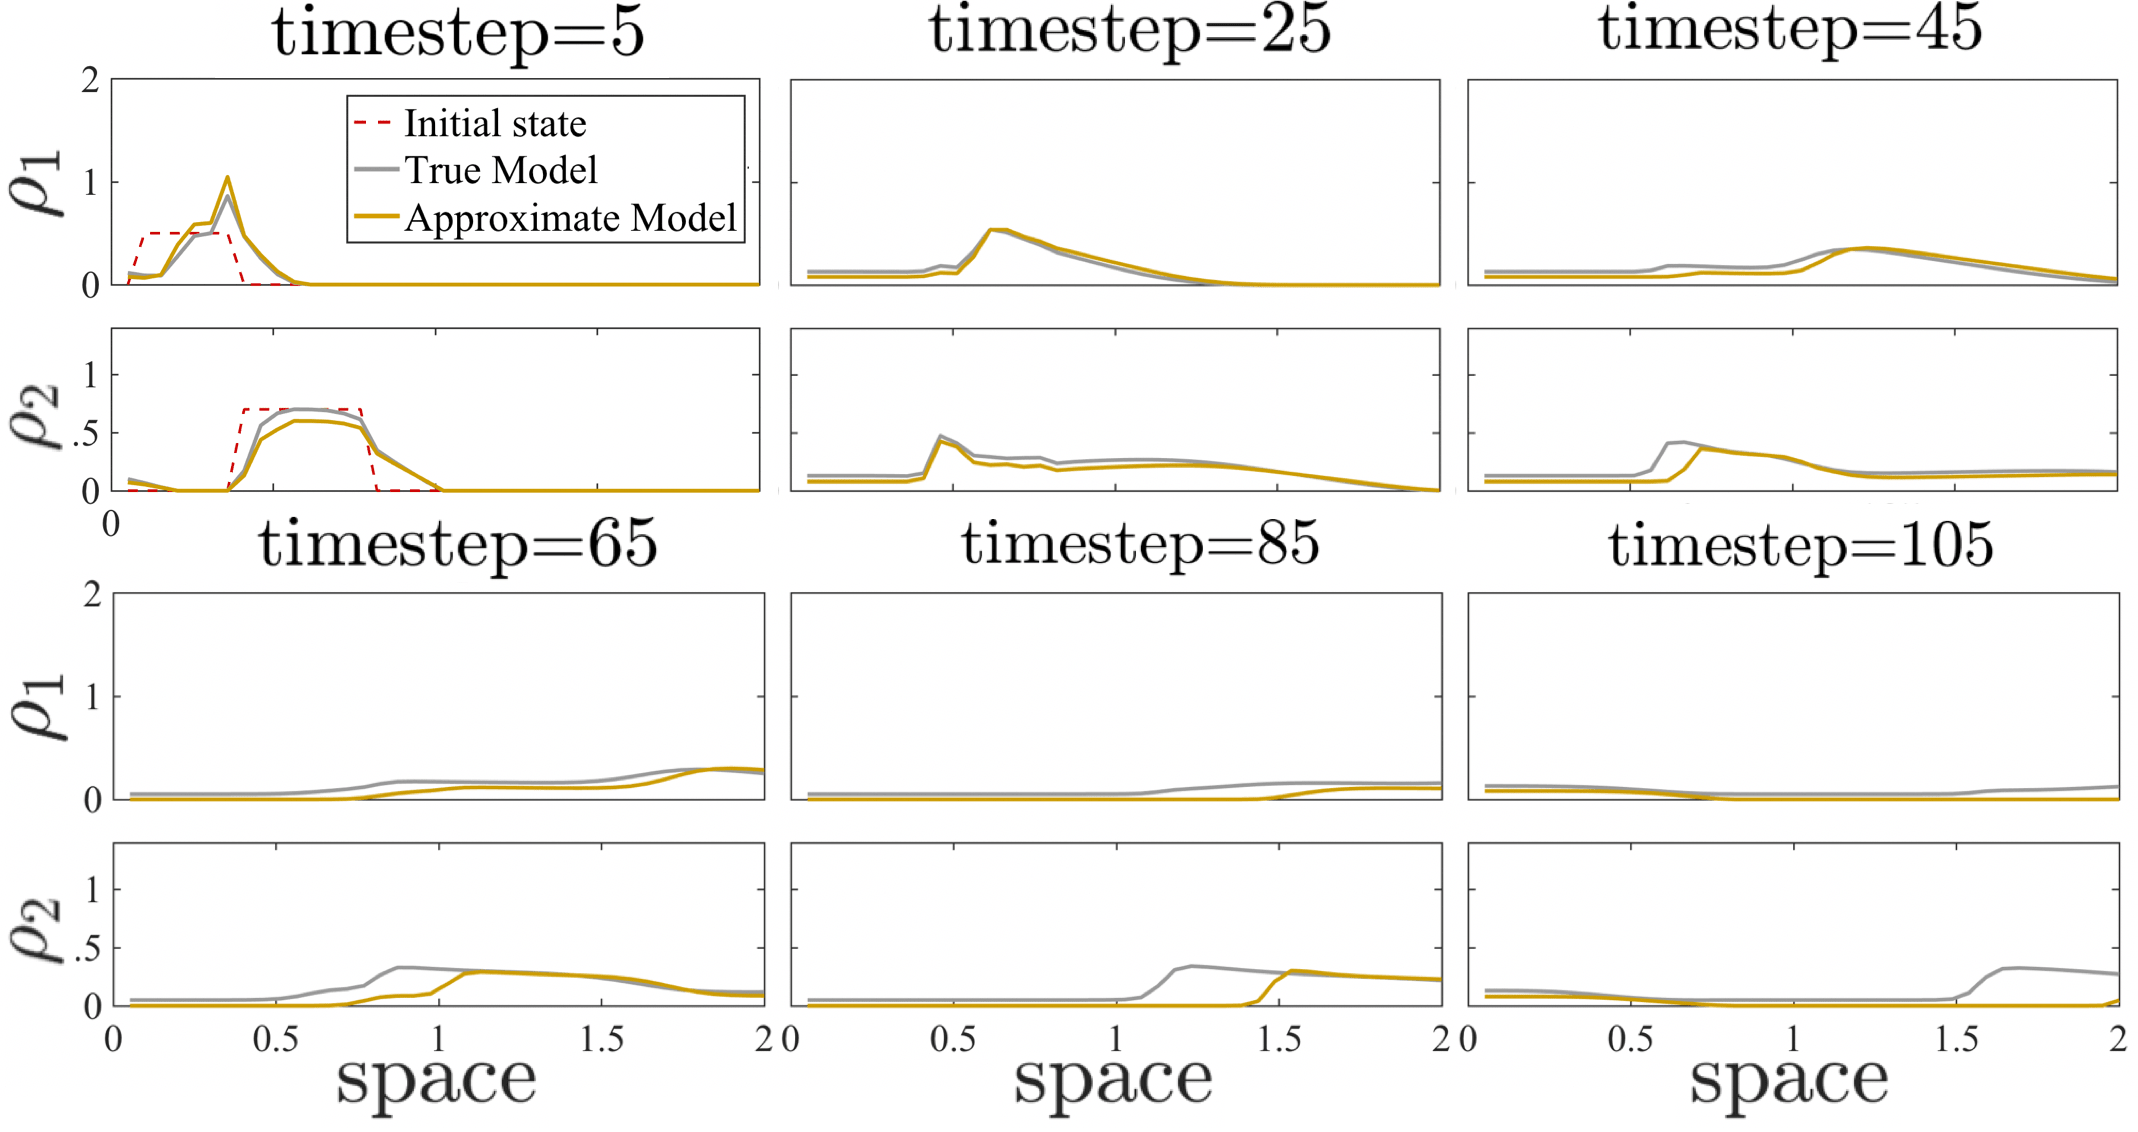 timestep=5 timestep=25 timestep=45
2
Initial state
True Model
Approximate Model
ρ1 1
0
ρ2 1
.5
0
0
timestep=65 timestep=85 timestep=105
2
ρ1 1
0
ρ2 1
.5
0
0 0.5 1 1.5 2 0 0.5 1 1.5 2 0 0.5 1 1.5 2
space space space